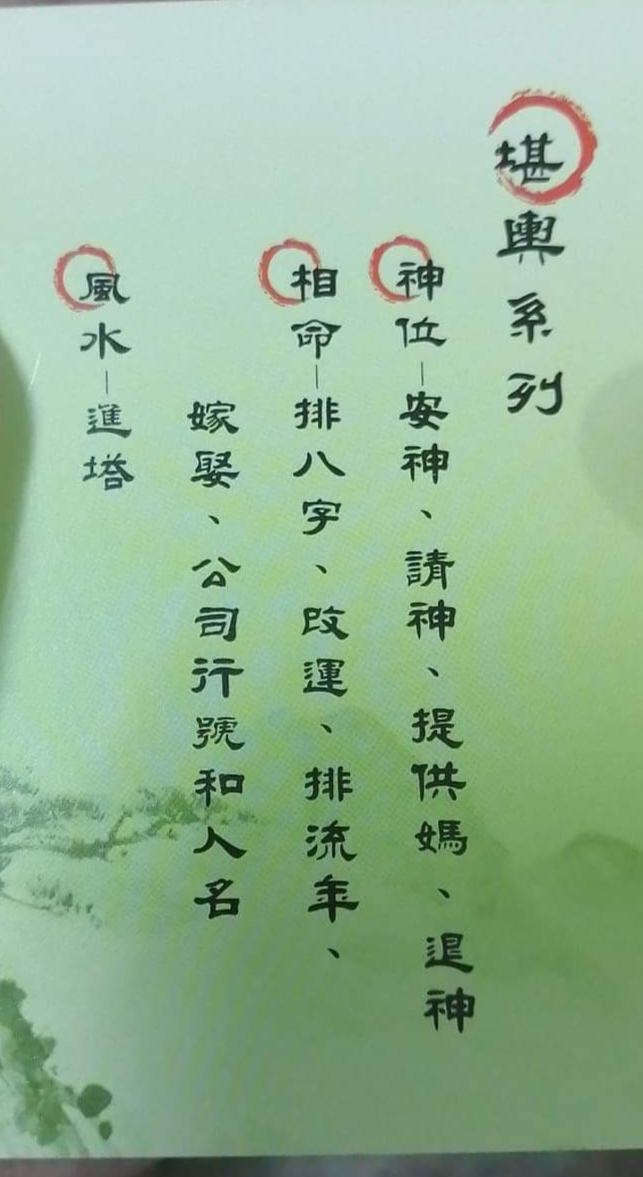 堪輿系列
神位—安神、請神、提供媽、退神
相命—排八字、改運、排流年、
嫁娶、公司行號和人名
風水—進塔